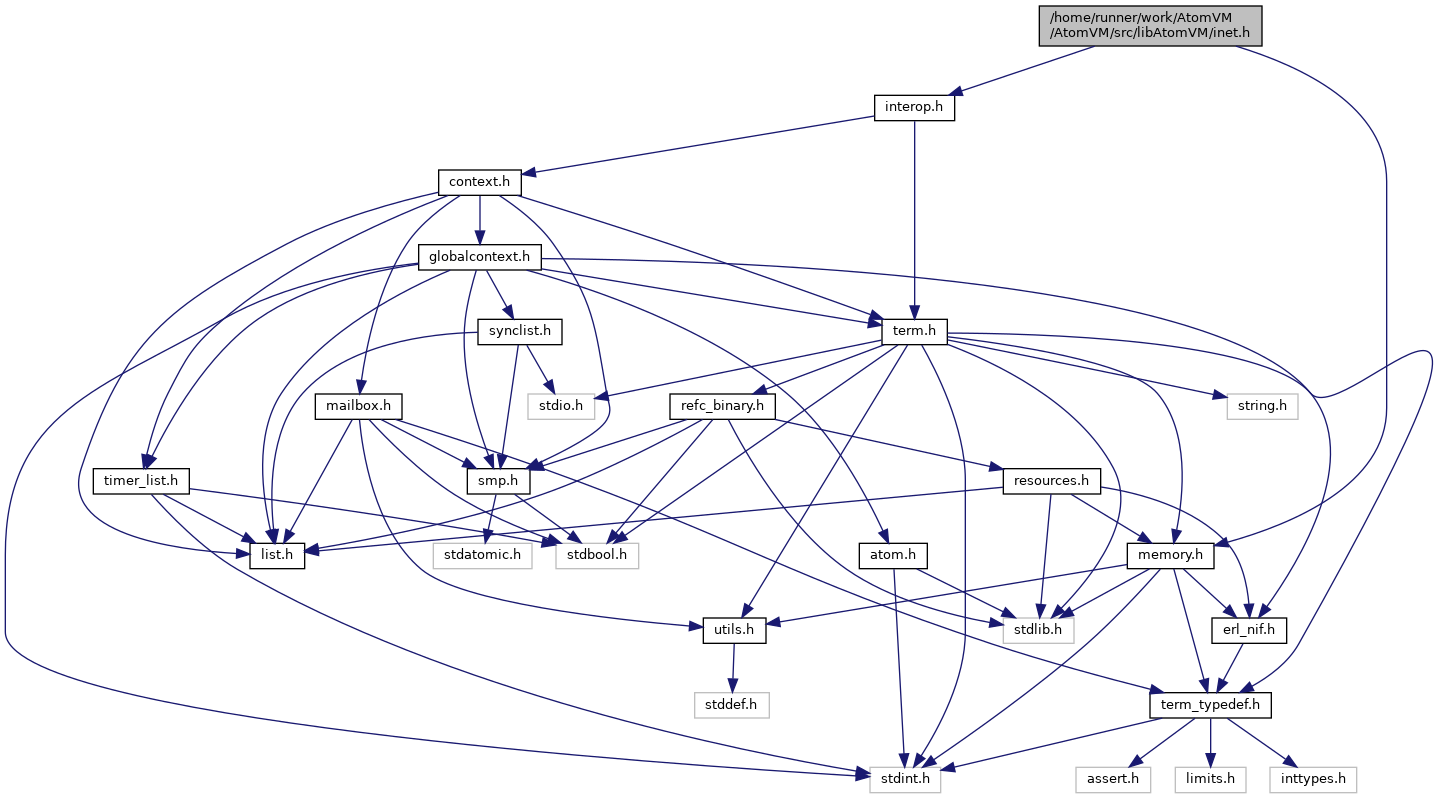 /home/runner/work/AtomVM
/AtomVM/src/libAtomVM/inet.h
interop.h
context.h
globalcontext.h
synclist.h
term.h
mailbox.h
stdio.h
refc_binary.h
string.h
timer_list.h
smp.h
resources.h
list.h
stdatomic.h
stdbool.h
atom.h
memory.h
utils.h
stdlib.h
erl_nif.h
stddef.h
term_typedef.h
stdint.h
assert.h
limits.h
inttypes.h